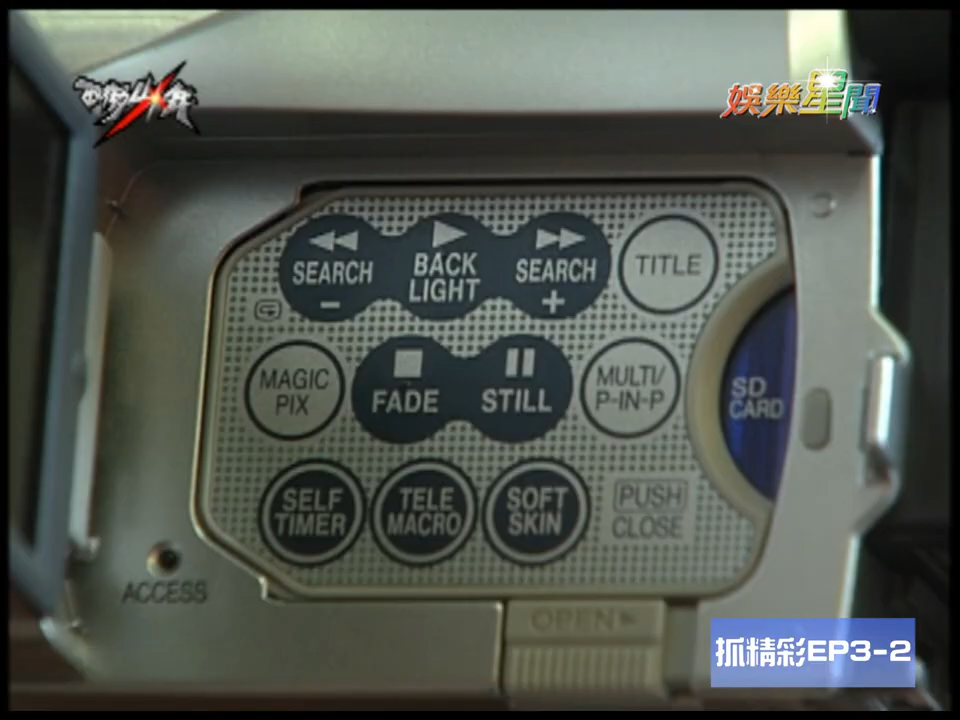 娛樂星聞
SEARCH
−
BACK
LIGHT
SEARCH
+
TITLE
MAGIC
PIX
FADE
STILL
MULTI/
P-IN-P
SD
CARD
SELF
TIMER
TELE
MACRO
SOFT
SKIN
PUSH
CLOSE
ACCESS
OPEN
抓精彩EP3-2